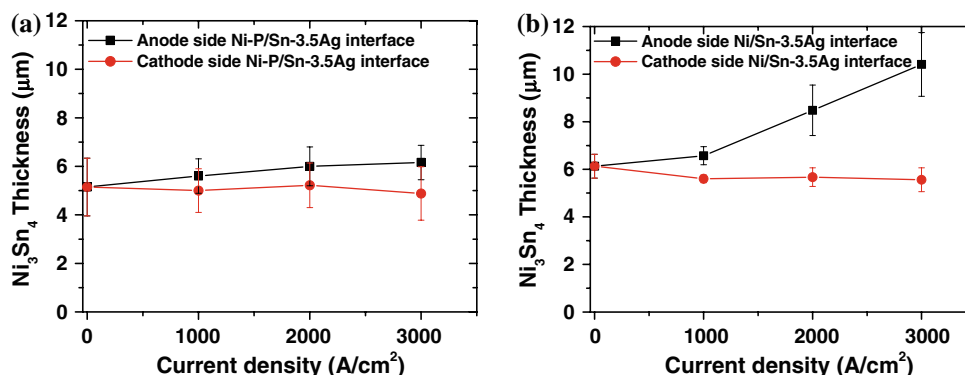 (a)
12
10
8
6
4
2
0
Ni₃Sn₄ Thickness (μm)
Anode side Ni-P/Sn-3.5Ag interface
Cathode side Ni-P/Sn-3.5Ag interface
0 1000 2000 3000
Current density (A/cm²)
(b)
12
10
8
6
4
2
0
Ni₃Sn₄ Thickness (μm)
Anode side Ni/Sn-3.5Ag interface
Cathode side Ni/Sn-3.5Ag interface
0 1000 2000 3000
Current density (A/cm²)